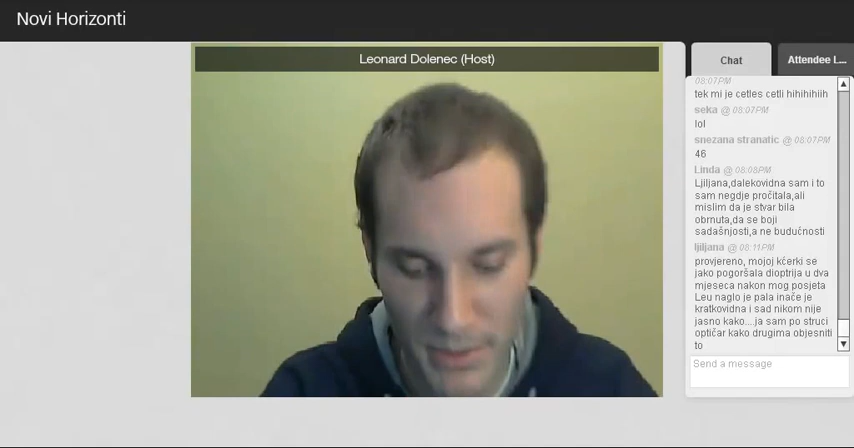 Novi Horizonti
Leonard Dolenec (Host)
Chat
Attendee L...
08:07PM
tek mi je cetles cetli hihihihiih
seka @ 08:07PM
lol
snezana stranatic @ 08:07PM
46
Linda @ 08:08PM
Ljiljana,dalekovidna sam i to
sam negdje pročitala,ali
mislim da je stvar bila
obrnuta,da se boji
sadašnjosti,a ne budućnosti
ljiljana @ 08:11PM
provjereno, mojoj kćerki se
jako pogoršala dioptrija u dva
mjeseca nakon mog posjeta
Leu naglo je pala inače je
kratkovidna i sad nikom nije
jasno kako....ja sam po struci
optičar kako drugima objesniti
to
Send a message